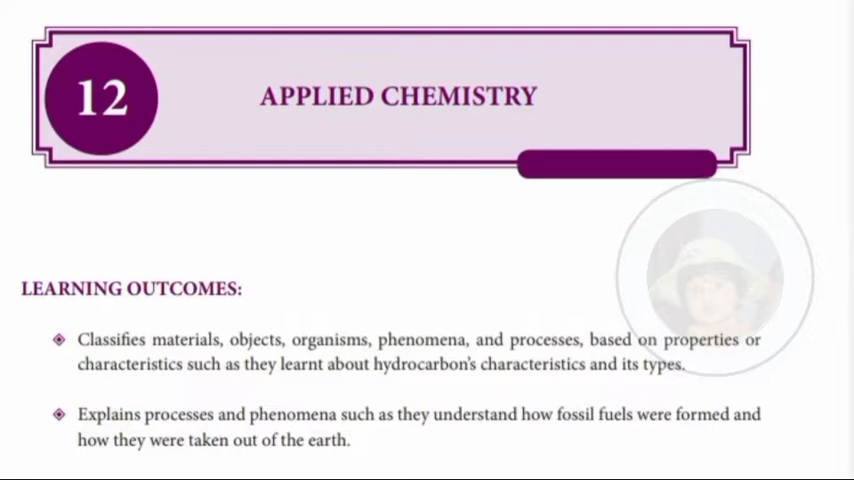 12
APPLIED CHEMISTRY
LEARNING OUTCOMES:
Classifies materials, objects, organisms, phenomena, and processes, based on properties or
characteristics such as they learnt about hydrocarbon's characteristics and its types.
Explains processes and phenomena such as they understand how fossil fuels were formed and
how they were taken out of the earth.